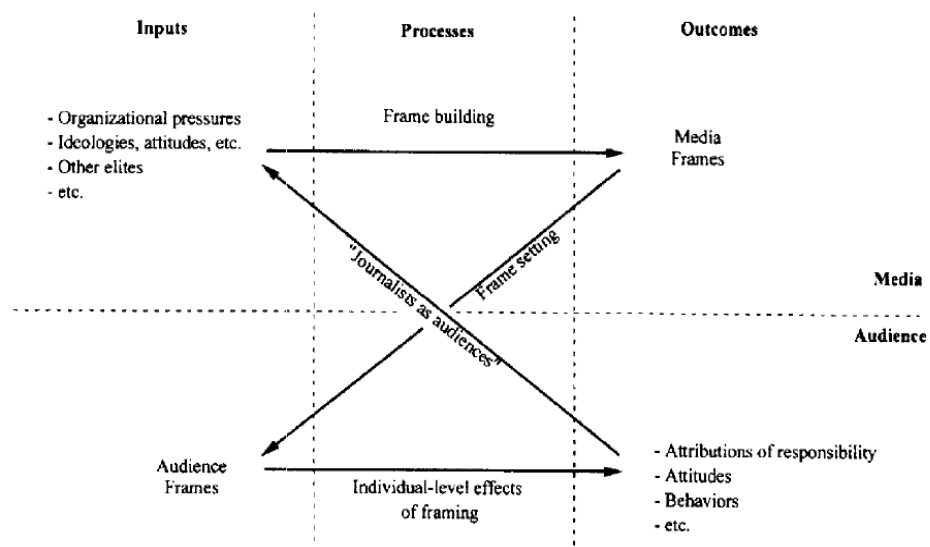 Inputs
Processes
Outcomes
- Organizational pressures
- Ideologies, attitudes, etc.
- Other elites
- etc.
Frame building
Media
Frames
"Journalists as audiences"
Frame setting
Media
Audience
Audience
Frames
Individual-level effects
of framing
- Attributions of responsibility
- Attitudes
- Behaviors
- etc.